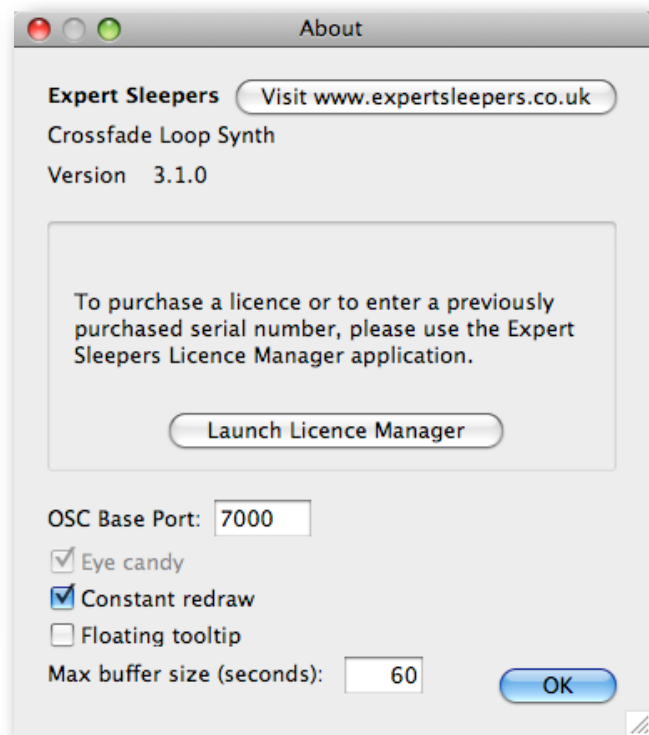 About
Expert Sleepers Visit www.expertsleepers.co.uk
Crossfade Loop Synth
Version 3.1.0
To purchase a licence or to enter a previously
purchased serial number, please use the Expert
Sleepers Licence Manager application.
Launch Licence Manager
OSC Base Port: 7000
Eye candy
Constant redraw
Floating tooltip
Max buffer size (seconds): 60 OK